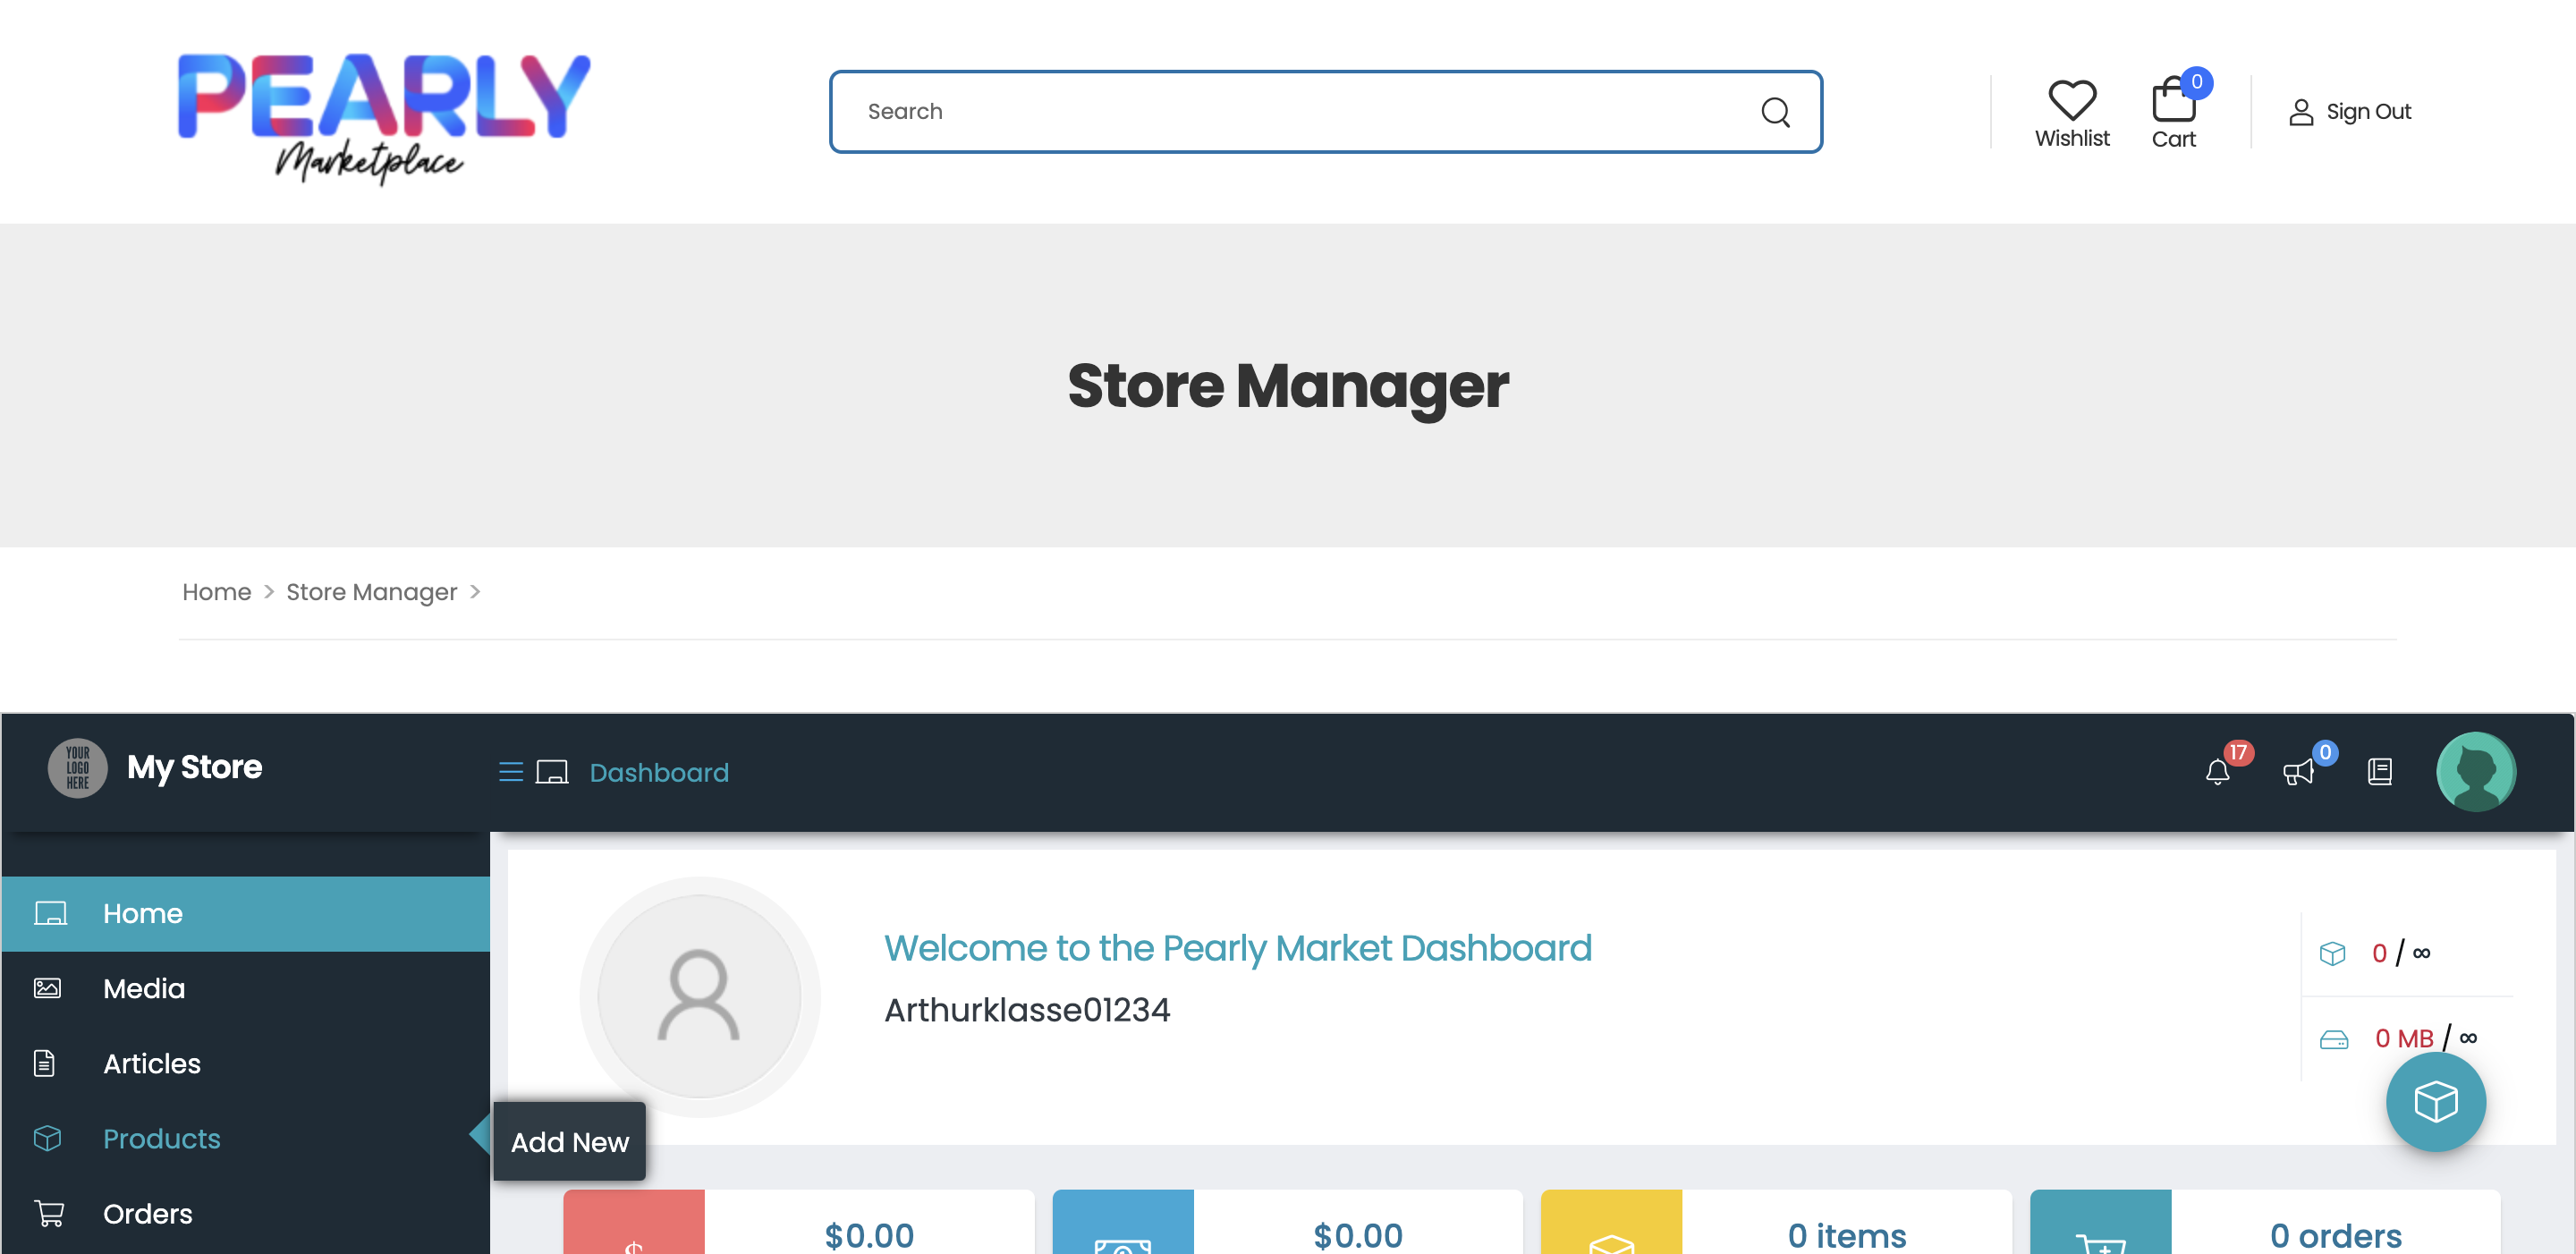 PEARLY
Marketplace
Search
0
Wishlist
Cart
Sign Out
Store Manager
Home > Store Manager >
YOUR
LOGO
HERE
My Store
Dashboard
17
0
Home
Media
Articles
Products
Orders
Add New
Welcome to the Pearly Market Dashboard
Arthurklasse01234
0 / ∞
0 MB / ∞
$0.00
$0.00
0 items
0 orders